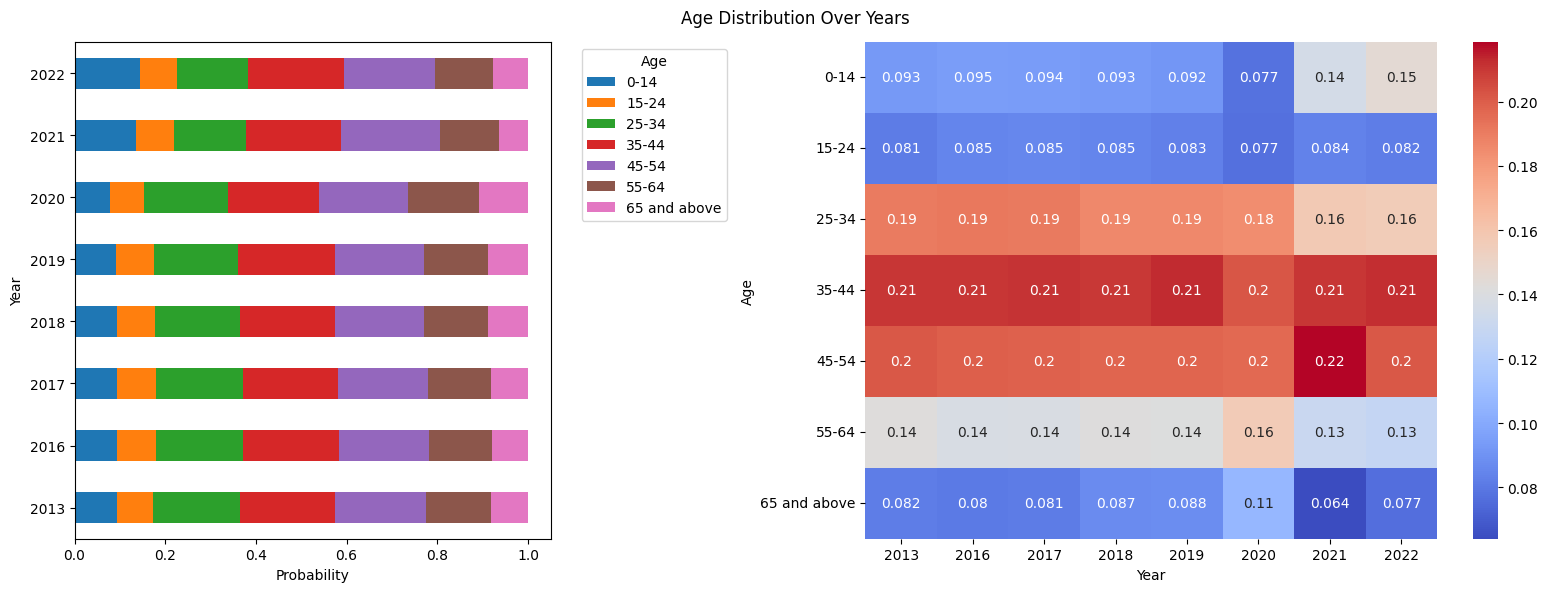 Age Distribution Over Years
Year
2022
2021
2020
2019
2018
2017
2016
2013
0.0 0.2 0.4 0.6 0.8 1.0
Probability
Age
0-14
15-24
25-34
35-44
45-54
55-64
65 and above
Age
0-14 0.093 0.095 0.094 0.093 0.092 0.077 0.14 0.15
15-24 0.081 0.085 0.085 0.085 0.083 0.077 0.084 0.082
25-34 0.19 0.19 0.19 0.19 0.19 0.18 0.16 0.16
35-44 0.21 0.21 0.21 0.21 0.21 0.2 0.21 0.21
45-54 0.2 0.2 0.2 0.2 0.2 0.2 0.22 0.2
55-64 0.14 0.14 0.14 0.14 0.14 0.16 0.13 0.13
65 and above 0.082 0.08 0.081 0.087 0.088 0.11 0.064 0.077
2013 2016 2017 2018 2019 2020 2021 2022
Year
0.20
0.18
0.16
0.14
0.12
0.10
0.08